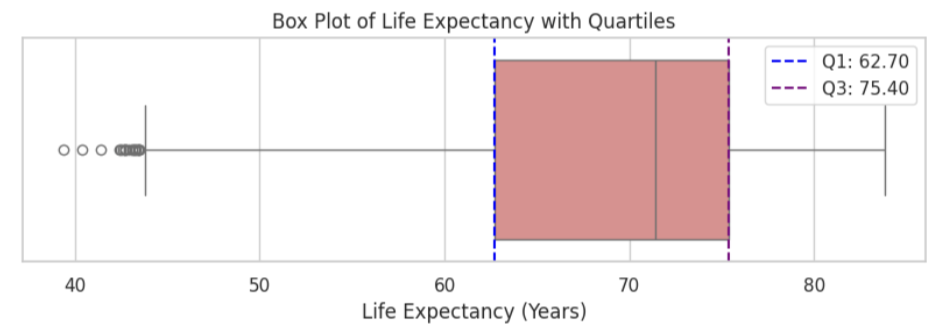 Box Plot of Life Expectancy with Quartiles
Q1: 62.70
Q3: 75.40
40 50 60 70 80
Life Expectancy (Years)